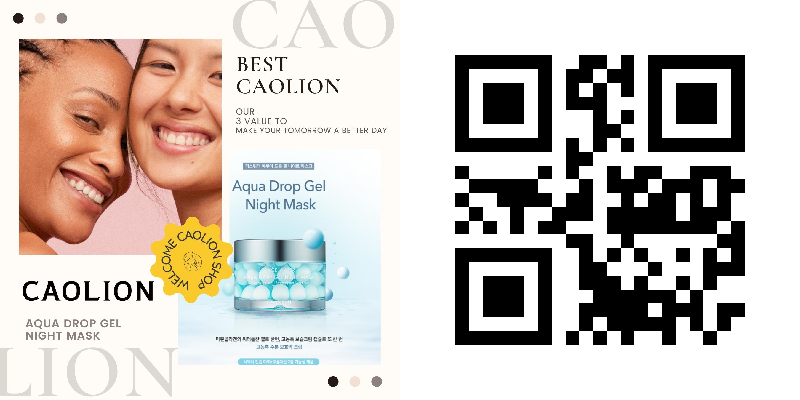 CAO
BEST
CAOLION
OUR
3 VALUE TO
MAKE YOUR TOMORROW A BETTER DAY
Aqua Drop Gel
Night Mask
WELCOME CAOLION SHOP
CAOLION
AQUA DROP GEL
NIGHT MASK
LION